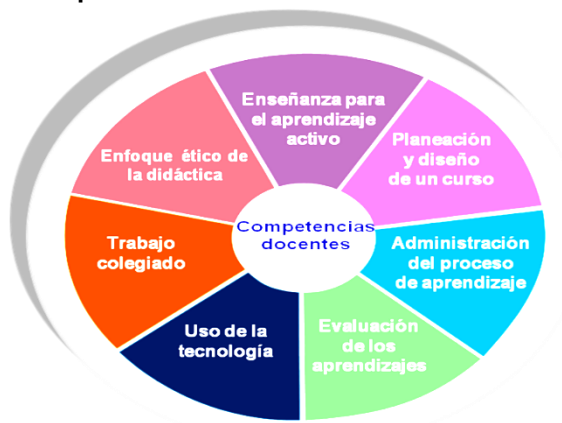 Enseñanza para
el aprendizaje
activo
Planeación
y diseño
de un curso
Administración
del proceso
de aprendizaje
Evaluación
de los
aprendizajes
Uso de la
tecnología
Trabajo
colegiado
Enfoque ético de
la didáctica
Competencias
docentes